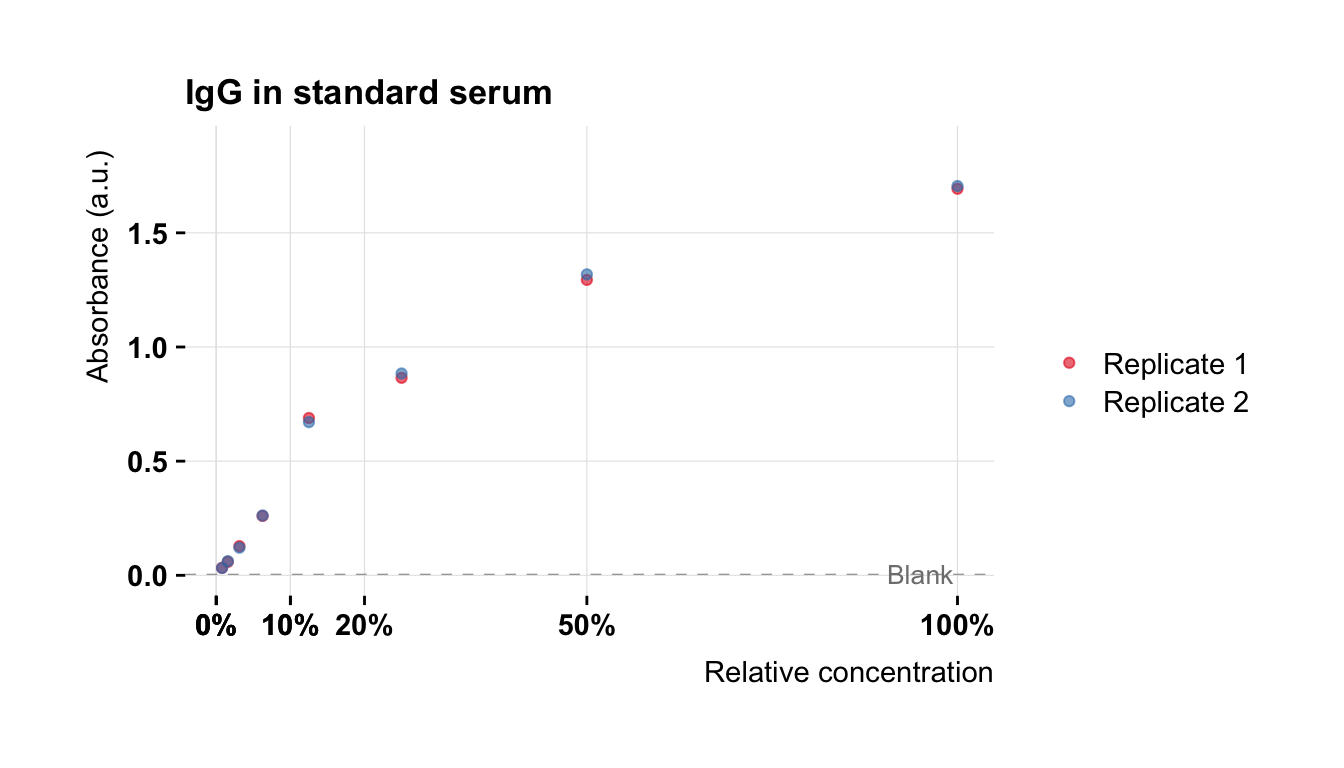 IgG in standard serum
Absorbance (a.u.)
1.5
1.0
0.5
0.0
Blank
0% 10% 20% 50% 100%
Relative concentration
Replicate 1
Replicate 2